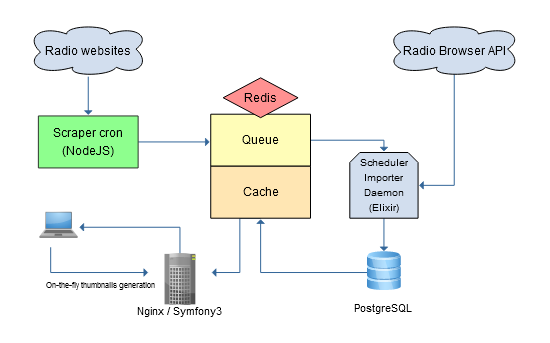 Radio websites
Radio Browser API
Redis
Scraper cron
(NodeJS)
Queue
Cache
Scheduler
Importer
Daemon
(Elixir)
On-the-fly thumbnails generation
Nginx / Symfony3
PostgreSQL